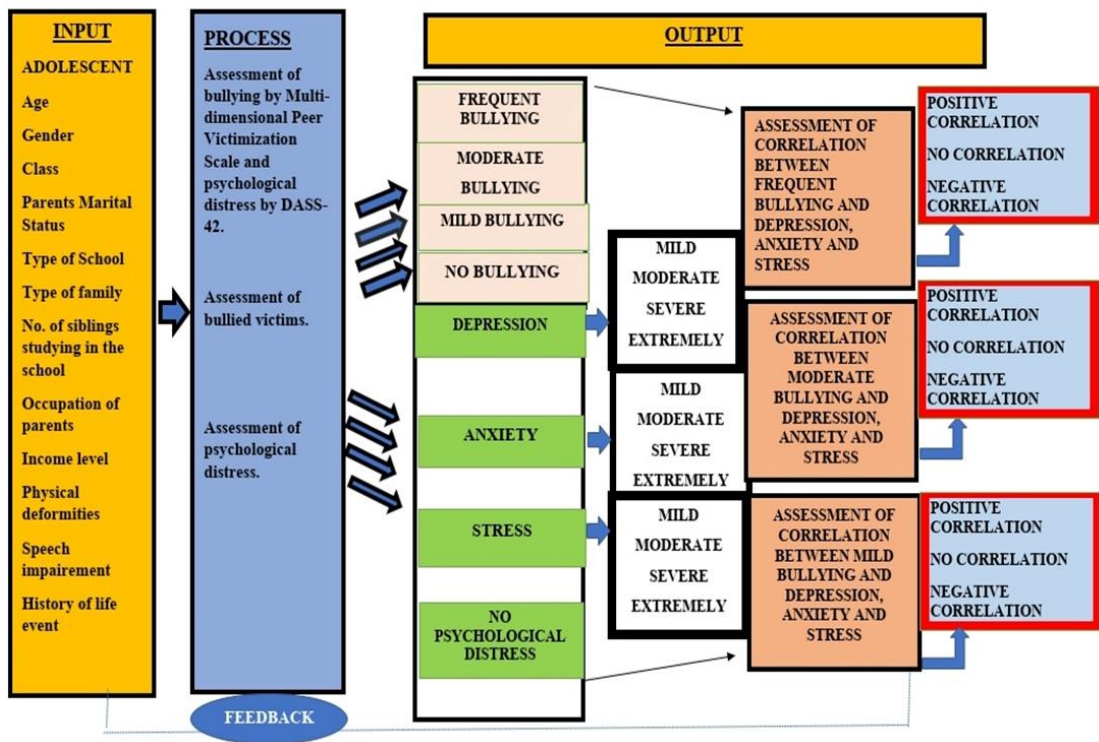 INPUT
ADOLESCENT
Age
Gender
Class
Parents Marital
Status
Type of School
Type of family
No. of siblings
studying in the
school
Occupation of
parents
Income level
Physical
deformities
Speech
impairement
History of life
event
PROCESS
Assessment of
bullying by Multi-
dimensional Peer
Victimization
Scale and
psychological
distress by DASS-
42.
Assessment of
bullied victims.
Assessment of
psychological
distress.
FEEDBACK
OUTPUT
FREQUENT
BULLYING
MODERATE
BULLYING
MILD BULLYING
NO BULLYING
DEPRESSION
ANXIETY
STRESS
NO
PSYCHOLOGICAL
DISTRESS
MILD
MODERATE
SEVERE
EXTREMELY
MILD
MODERATE
SEVERE
EXTREMELY
MILD
MODERATE
SEVERE
EXTREMELY
ASSESSMENT OF
CORRELATION
BETWEEN
FREQUENT
BULLYING AND
DEPRESSION,
ANXIETY AND
STRESS
ASSESSMENT OF
CORRELATION
BETWEEN
MODERATE
BULLYING AND
DEPRESSION,
ANXIETY AND
STRESS
ASSESSMENT OF
CORRELATION
BETWEEN MILD
BULLYING AND
DEPRESSION,
ANXIETY AND
STRESS
POSITIVE
CORRELATION
NO CORRELATION
NEGATIVE
CORRELATION
POSITIVE
CORRELATION
NO CORRELATION
NEGATIVE
CORRELATION
POSITIVE
CORRELATION
NO CORRELATION
NEGATIVE
CORRELATION